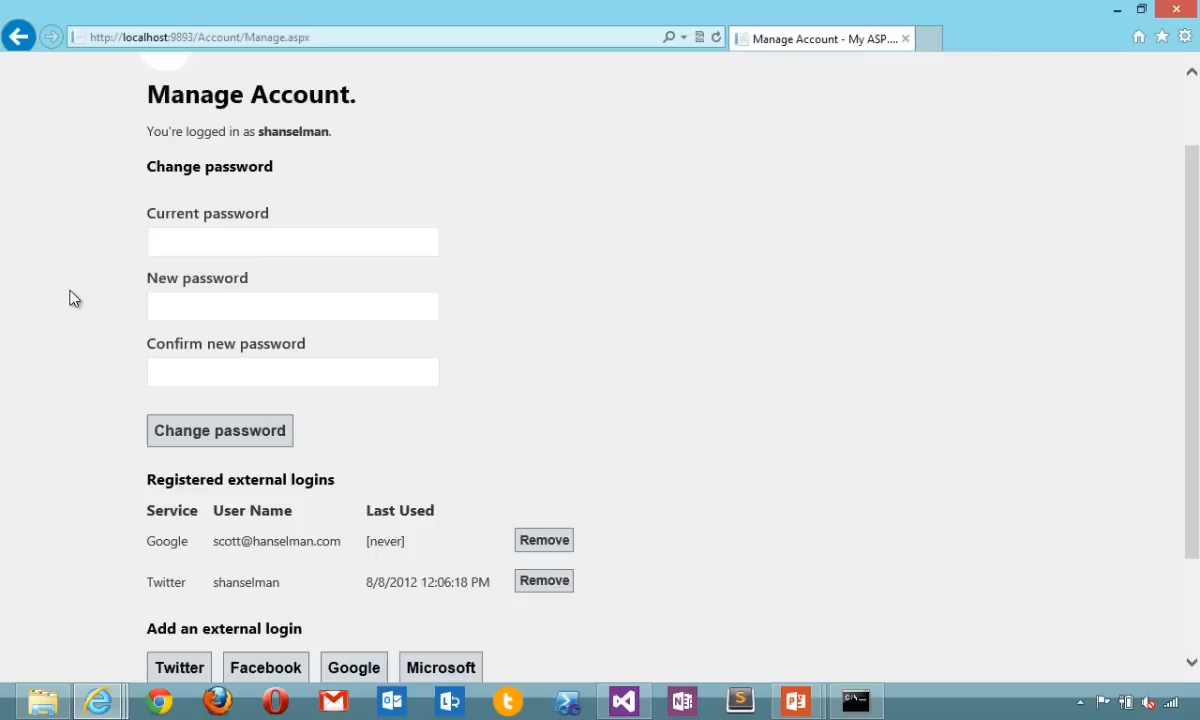 http://localhost:9893/Account/Manage.aspx
Manage Account - My ASP....
Manage Account.
You're logged in as shanselman.
Change password
Current password
New password
Confirm new password
Change password
Registered external logins
Service User Name Last Used
Google scott@hanselman.com [never] Remove
Twitter shanselman 8/8/2012 12:06:18 PM Remove
Add an external login
Twitter Facebook Google Microsoft